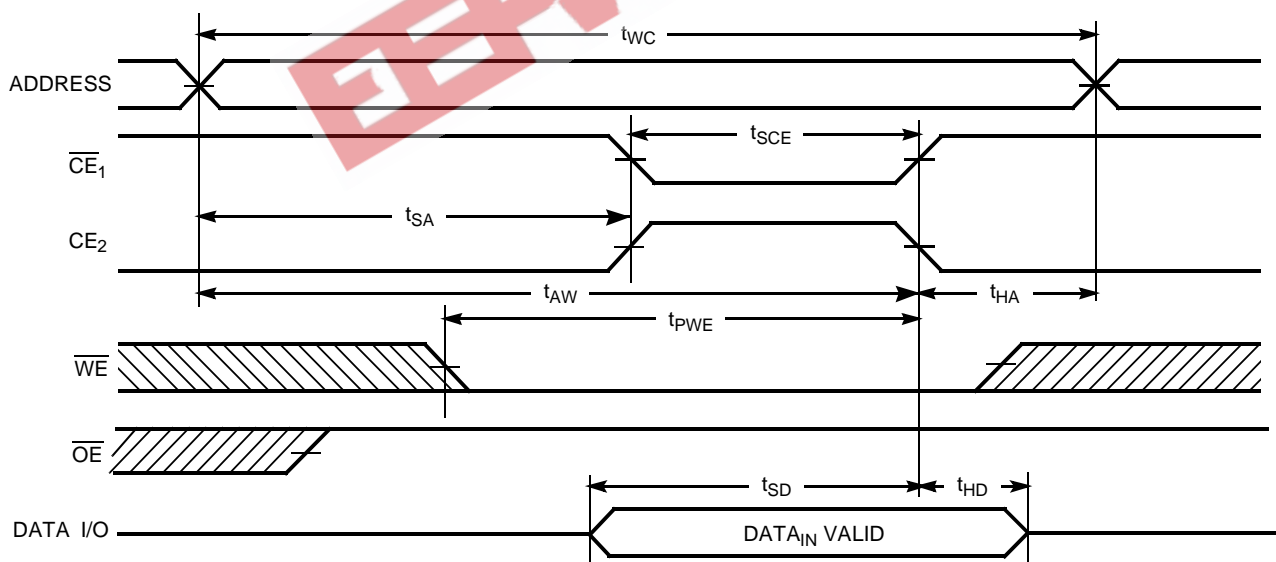 tWC
ADDRESS
tSCE
CE1
tSA
CE2
tAW
tHA
tPWE
WE
OE
tSD
tHD
DATA I/O
DATAIN VALID